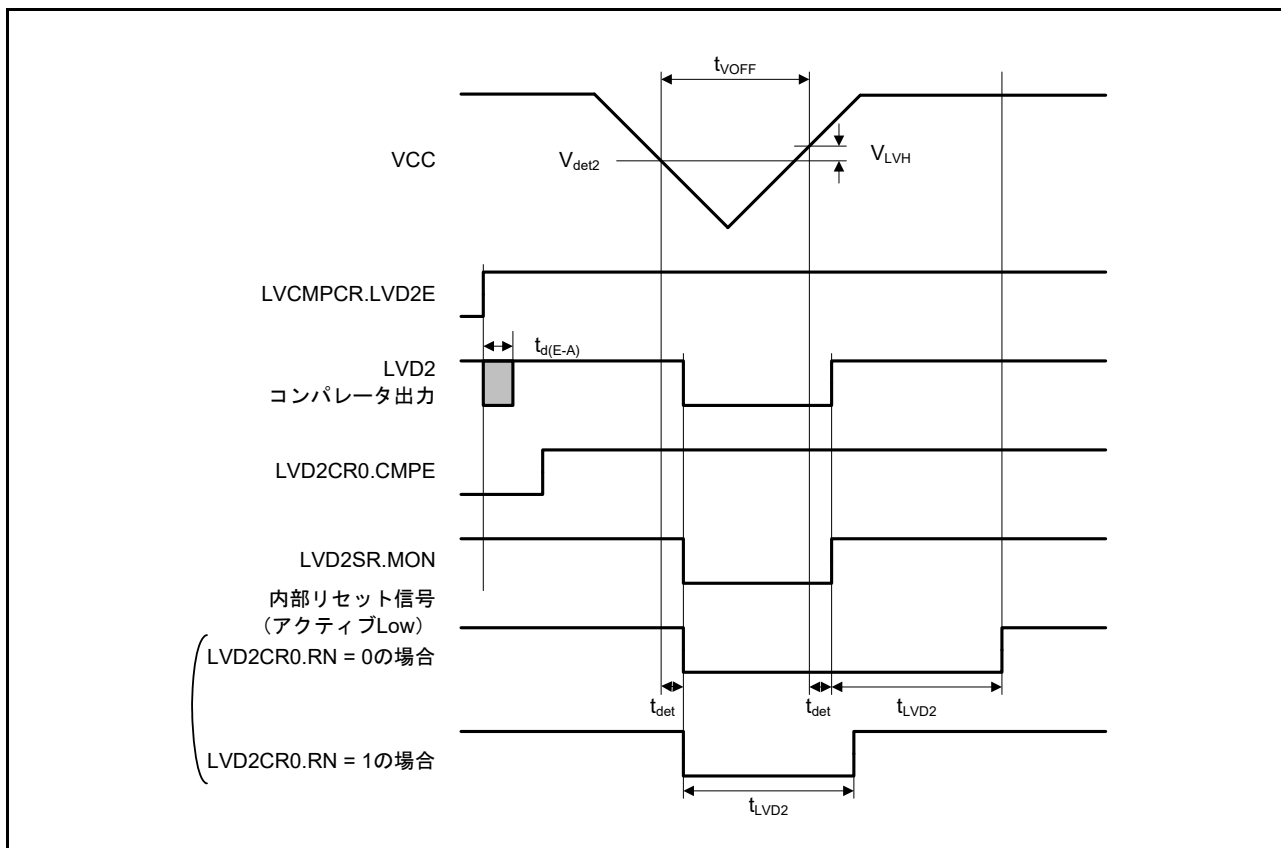 tVOFF
VCC
Vdet2
VLVH
LVCMPCR.LVD2E
td(E-A)
LVD2
コンパレータ出力
LVD2CR0.CMPE
LVD2SR.MON
内部リセット信号
（アクティブLow）
LVD2CR0.RN = 0の場合
tdet
tdet
tLVD2
LVD2CR0.RN = 1の場合
tLVD2